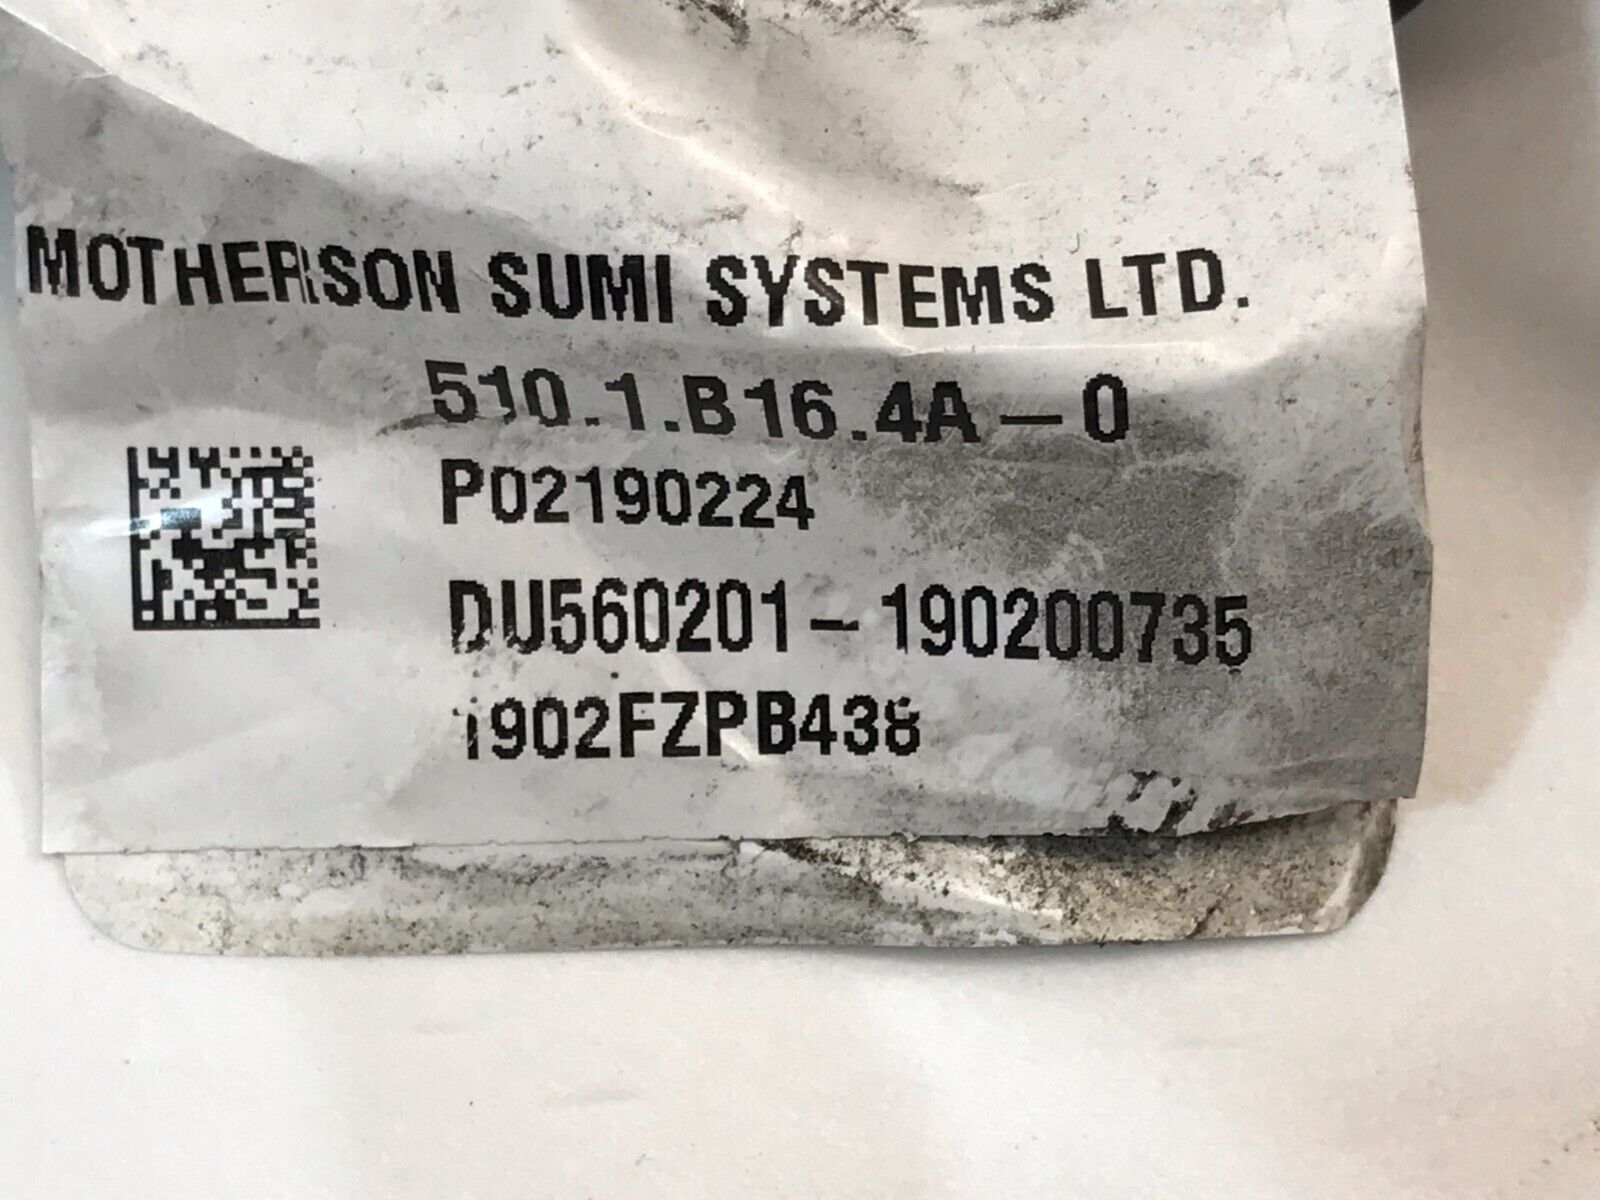 MOTHERSON SUMI SYSTEMS LTD.
510.1.B16.4A-0
P02190224
DU560201-190200735
1902FZPB438